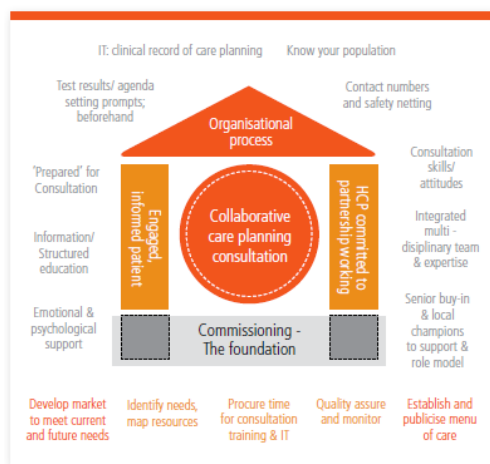 IT: clinical record of care planning
Know your population
Test results/ agenda
setting prompts;
beforehand
Contact numbers
and safety netting
Organisational
process
'Prepared' for
Consultation
Information/
Structured
education
Emotional &
psychological
support
Engaged,
informed patient
Collaborative
care planning
consultation
HCP committed to
partnership working
Consultation
skills/
attitudes
Integrated
multi -
disiplinary team
& expertise
Senior buy-in
& local
champions
to support &
role model
Commissioning -
The foundation
Develop market
to meet current
and future needs
Identify needs,
map resources
Procure time
for consultation
training & IT
Quality assure
and monitor
Establish and
publicise menu
of care